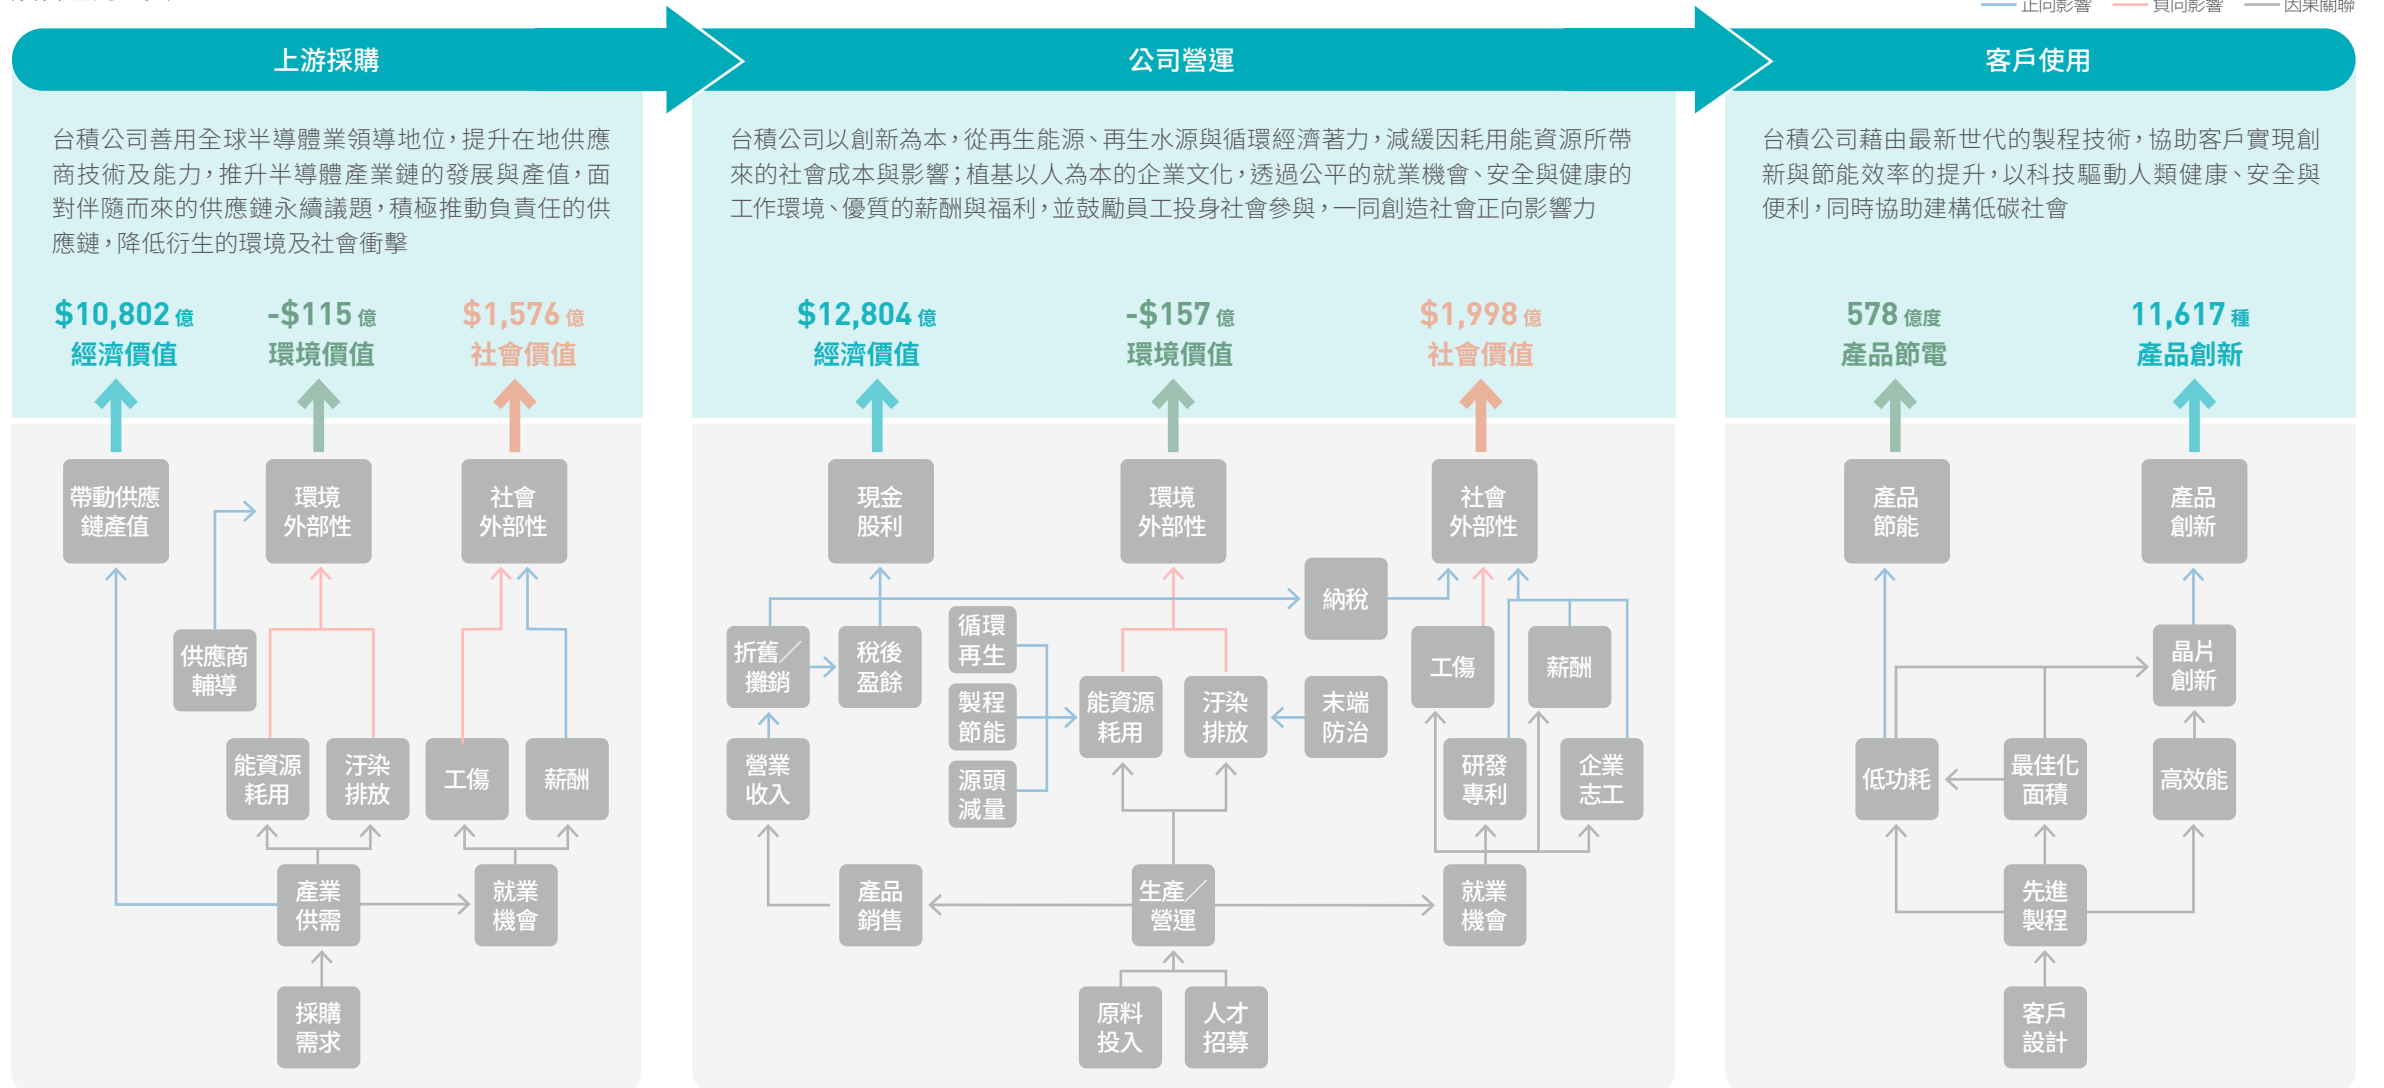 正向影響
負向影響
因果關聯
上游採購
公司營運
客戶使用
台積公司善用全球半導體業領導地位，提升在地供應
商技術及能力，推升半導體產業鏈的發展與產值，面
對伴隨而來的供應鏈永續議題，積極推動負責任的供
應鏈，降低衍生的環境及社會衝擊
$10,802 億
經濟價值
-$115 億
環境價值
$1,576 億
社會價值
帶動供應
鏈產值
環境
外部性
社會
外部性
供應商
輔導
能資源
耗用
汙染
排放
工傷
薪酬
產業
供需
就業
機會
採購
需求
台積公司以創新為本，從再生能源、再生水源與循環經濟著力，減緩因耗用能資源所帶
來的社會成本與影響；植基以人為本的企業文化，透過公平的就業機會、安全與健康的
工作環境、優質的薪酬與福利，並鼓勵員工投身社會參與，一同創造社會正向影響力
$12,804 億
經濟價值
-$157 億
環境價值
$1,998 億
社會價值
現金
股利
環境
外部性
社會
外部性
納稅
循環
再生
折舊／
攤銷
稅後
盈餘
工傷
薪酬
製程
節能
能資源
耗用
汙染
排放
末端
防治
營業
收入
源頭
減量
研發
專利
企業
志工
產品
銷售
生產／
營運
就業
機會
原料
投入
人才
招募
台積公司藉由最新世代的製程技術，協助客戶實現創
新與節能效率的提升，以科技驅動人類健康、安全與
便利，同時協助建構低碳社會
578 億度
產品節電
11,617 種
產品創新
產品
節能
產品
創新
晶片
創新
低功耗
最佳化
面積
高效能
先進
製程
客戶
設計